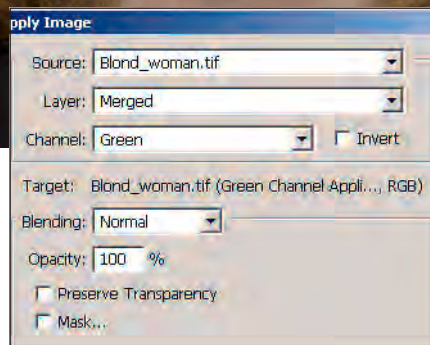 pply Image
Source: Blond_woman.tif
Layer: Merged
Channel: Green Invert
Target: Blond_woman.tif (Green Channel Appli..., RGB)
Blending: Normal
Opacity: 100 %
Preserve Transparency
Mask...